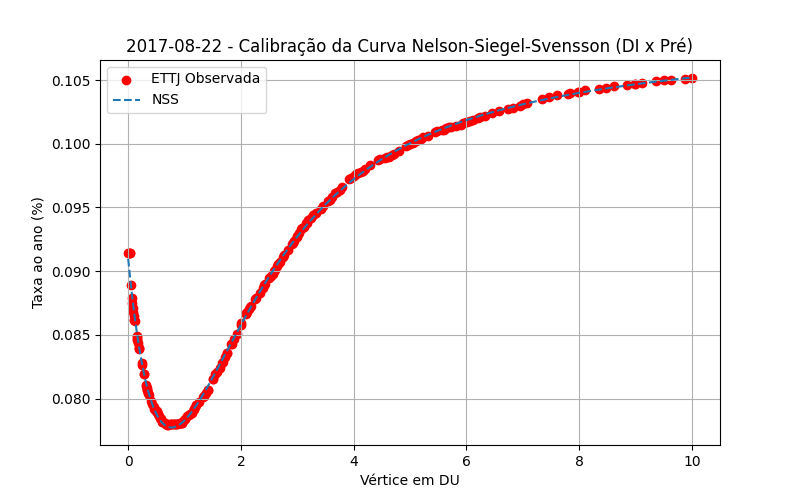 2017-08-22 - Calibração da Curva Nelson-Siegel-Svensson (DI x Pré)
ETTJ Observada
NSS
0.105
0.100
0.095
0.090
0.085
0.080
Taxa ao ano (%)
0 2 4 6 8 10
Vértice em DU